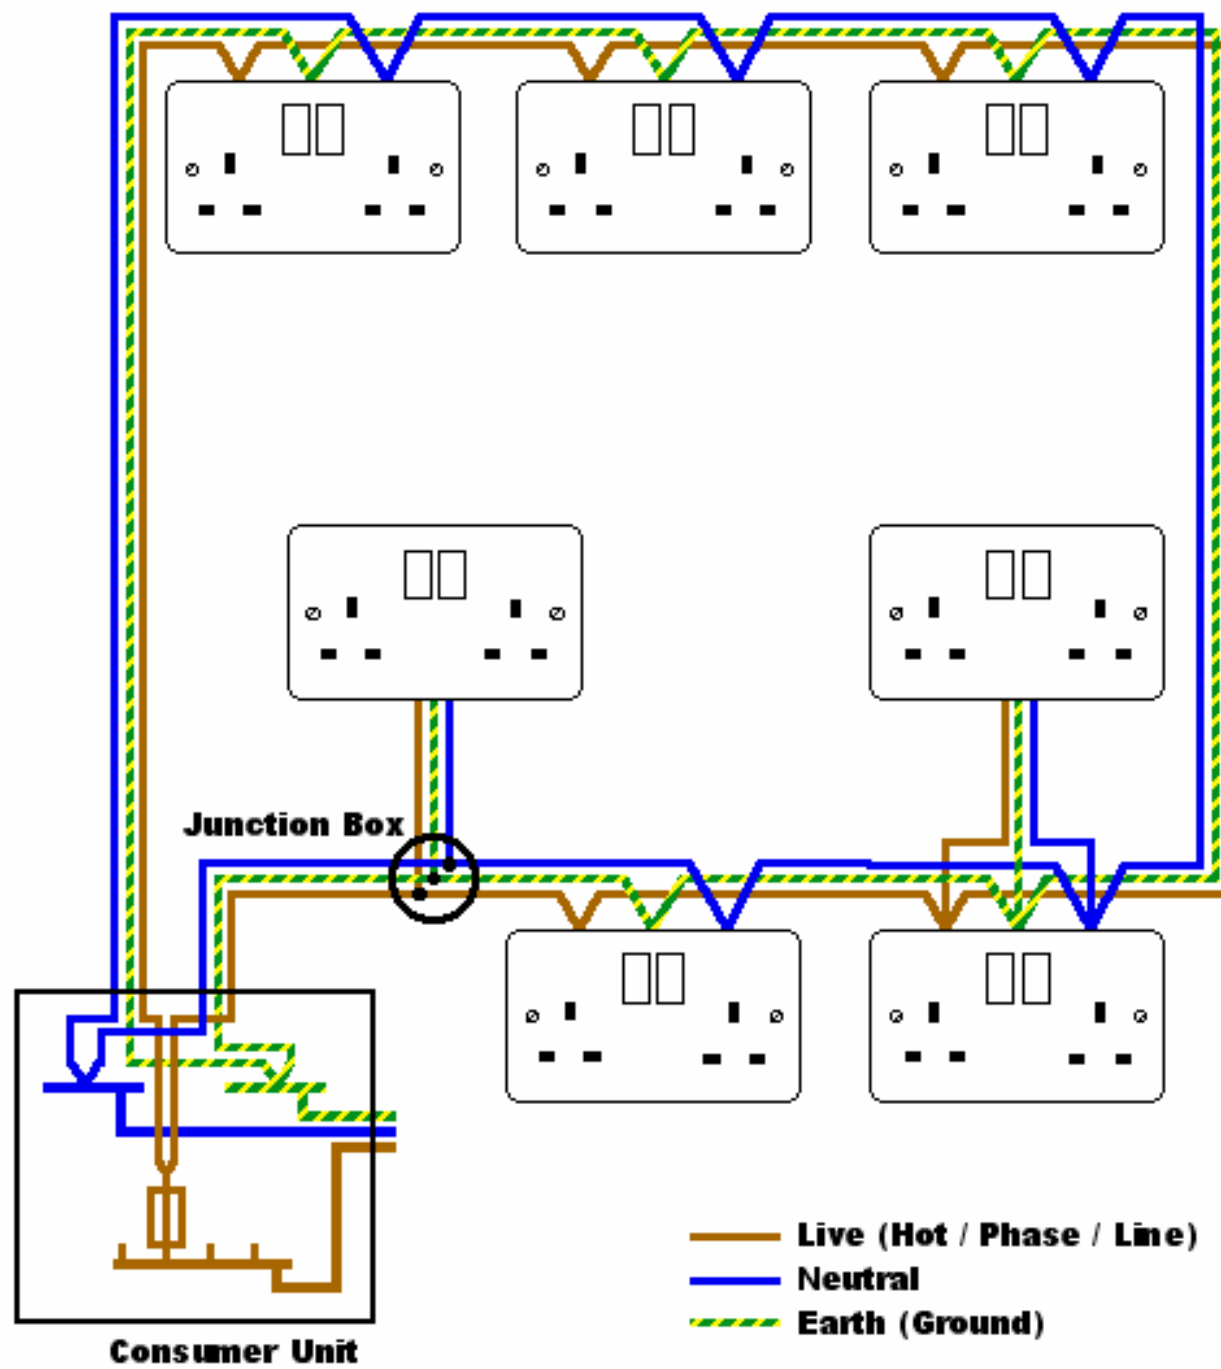 Junction Box
Live (Hot / Phase / Line)
Neutral
Earth (Ground)
Consumer Unit